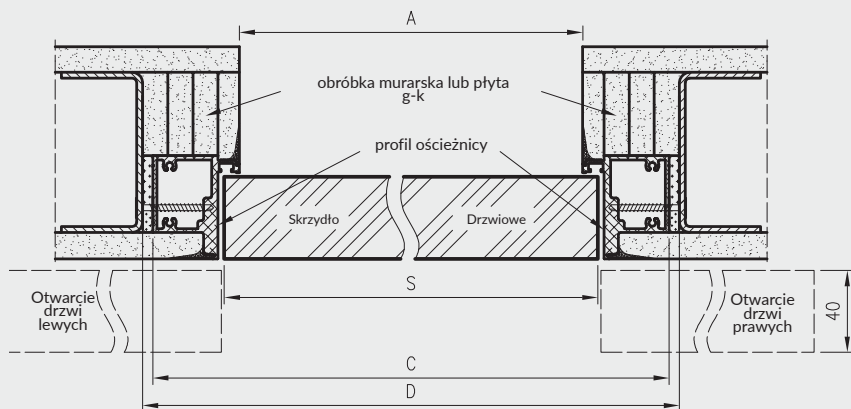 A
obróbka murarska lub płyta
g-k
profil ościeżnicy
Skrzydło
Drzwiowe
S
Otwarcie
drzwi
lewych
Otwarcie
drzwi
prawych
40
C
D